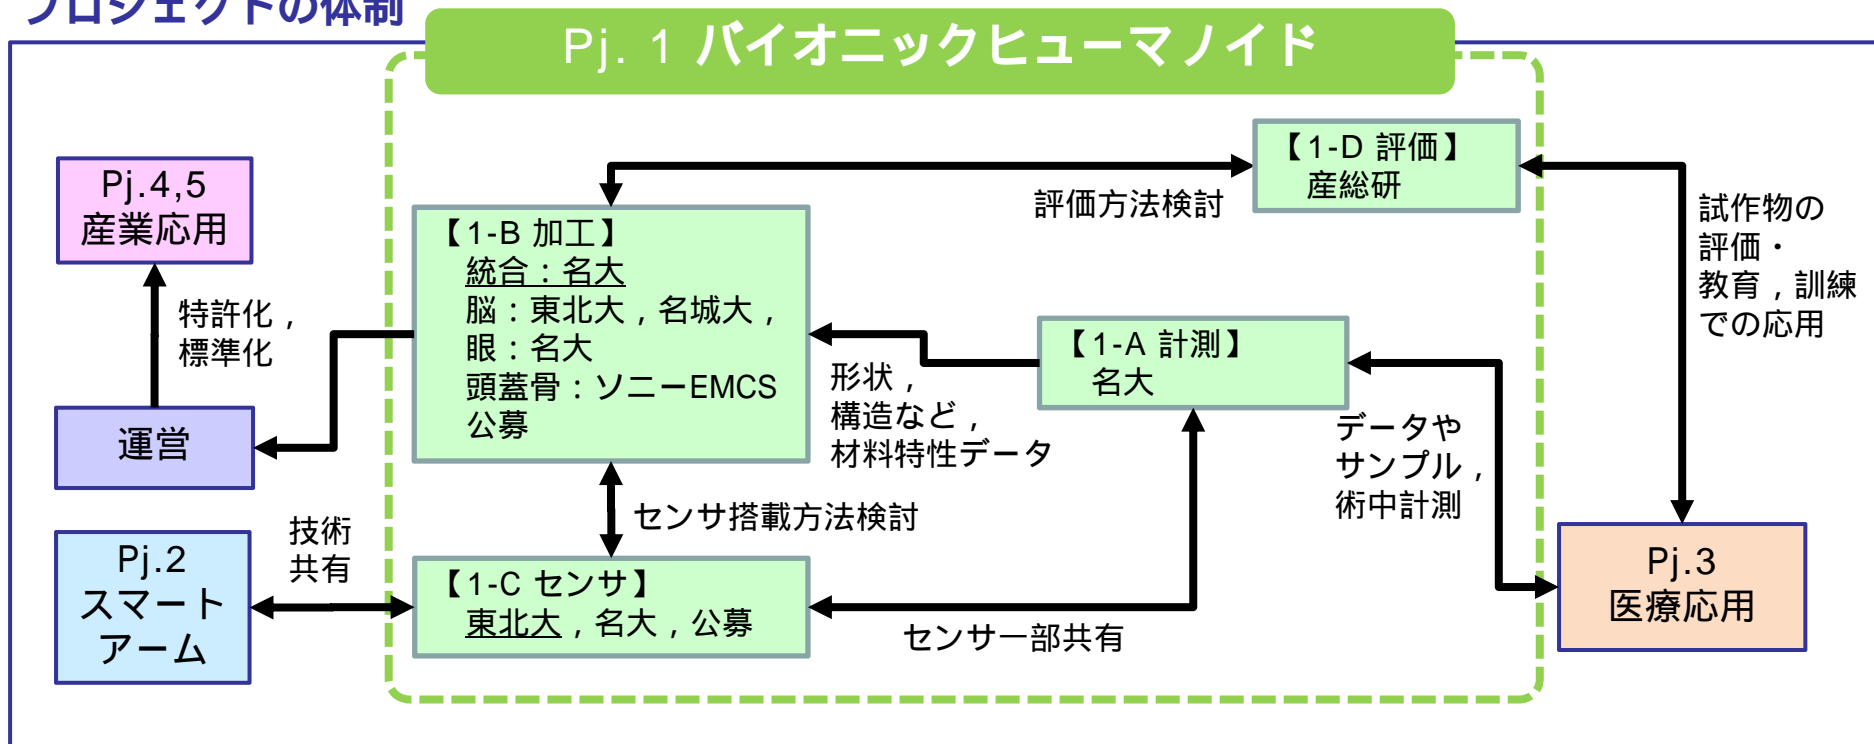 プロジェクトの体制
Pj. 1 バイオニックヒューマノイド
Pj.4,5
産業応用
特許化，
標準化
運営
Pj.2
スマート
アーム
技術
共有
【1-B 加工】
統合：名大
脳：東北大，名城大，
眼：名大
頭蓋骨：ソニーEMCS
公募
センサ搭載方法検討
【1-C センサ】
東北大，名大，公募
評価方法検討
【1-D 評価】
産総研
形状，
構造など，
材料特性データ
【1-A 計測】
名大
センサ一部共有
データや
サンプル，
術中計測
試作物の
評価・
教育，訓練
での応用
Pj.3
医療応用